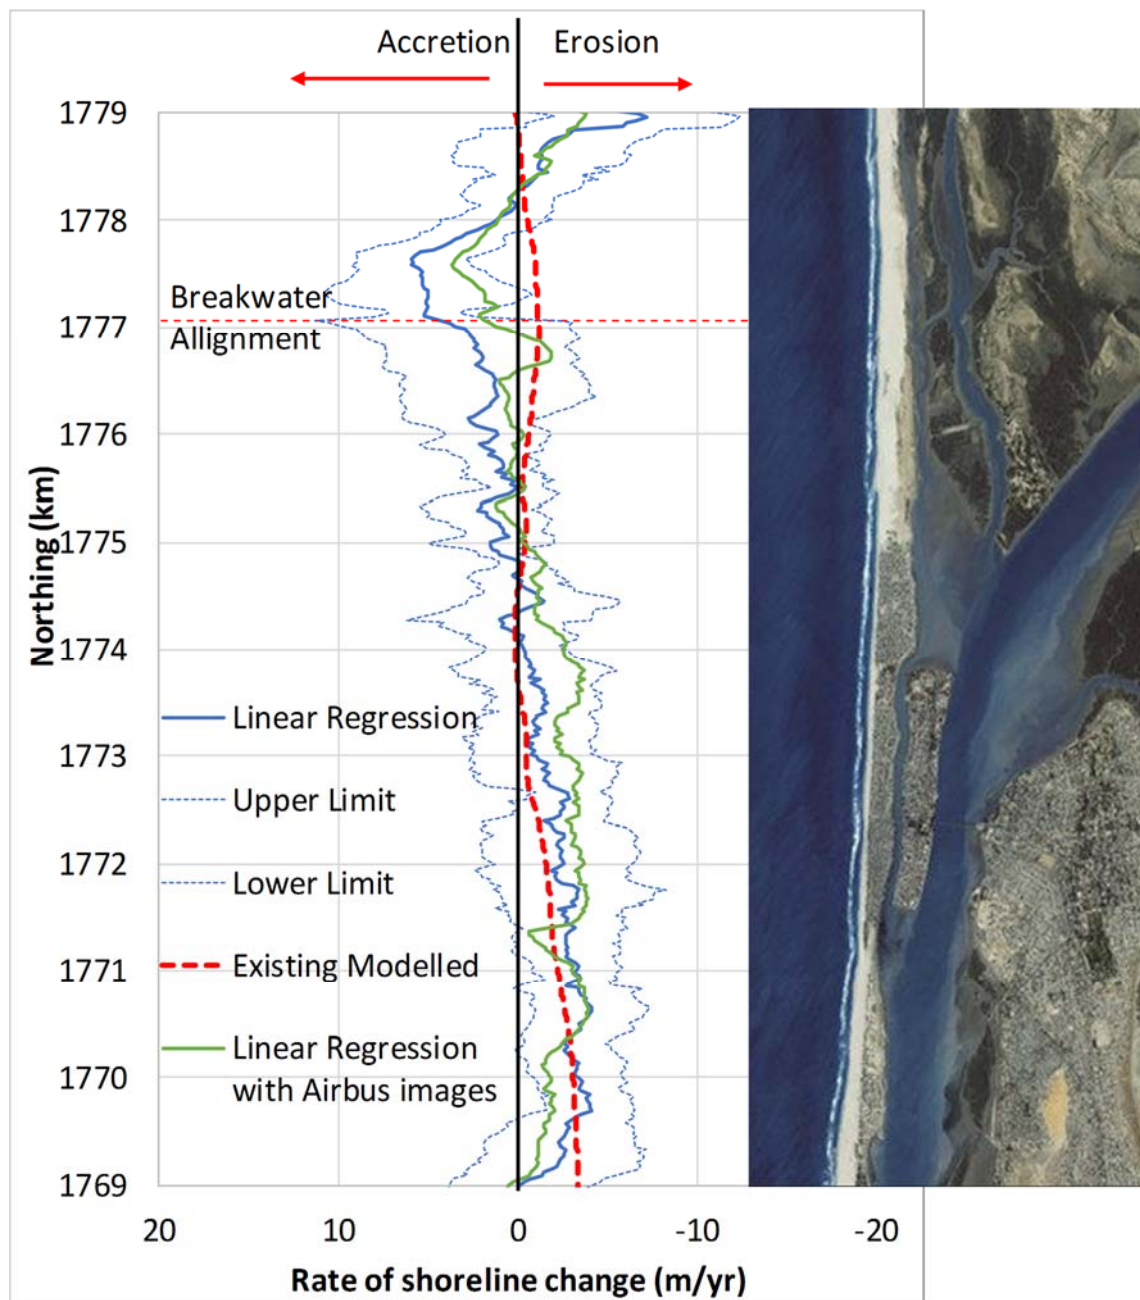 Accretion Erosion
1779
1778
Breakwater
1777
Allignment
1776
1775
1774
1773
1772
1771
1770
1769
Northing (km)
Linear Regression
Upper Limit
Lower Limit
Existing Modelled
Linear Regression
with Airbus images
20 10 0 -10 -20
Rate of shoreline change (m/yr)